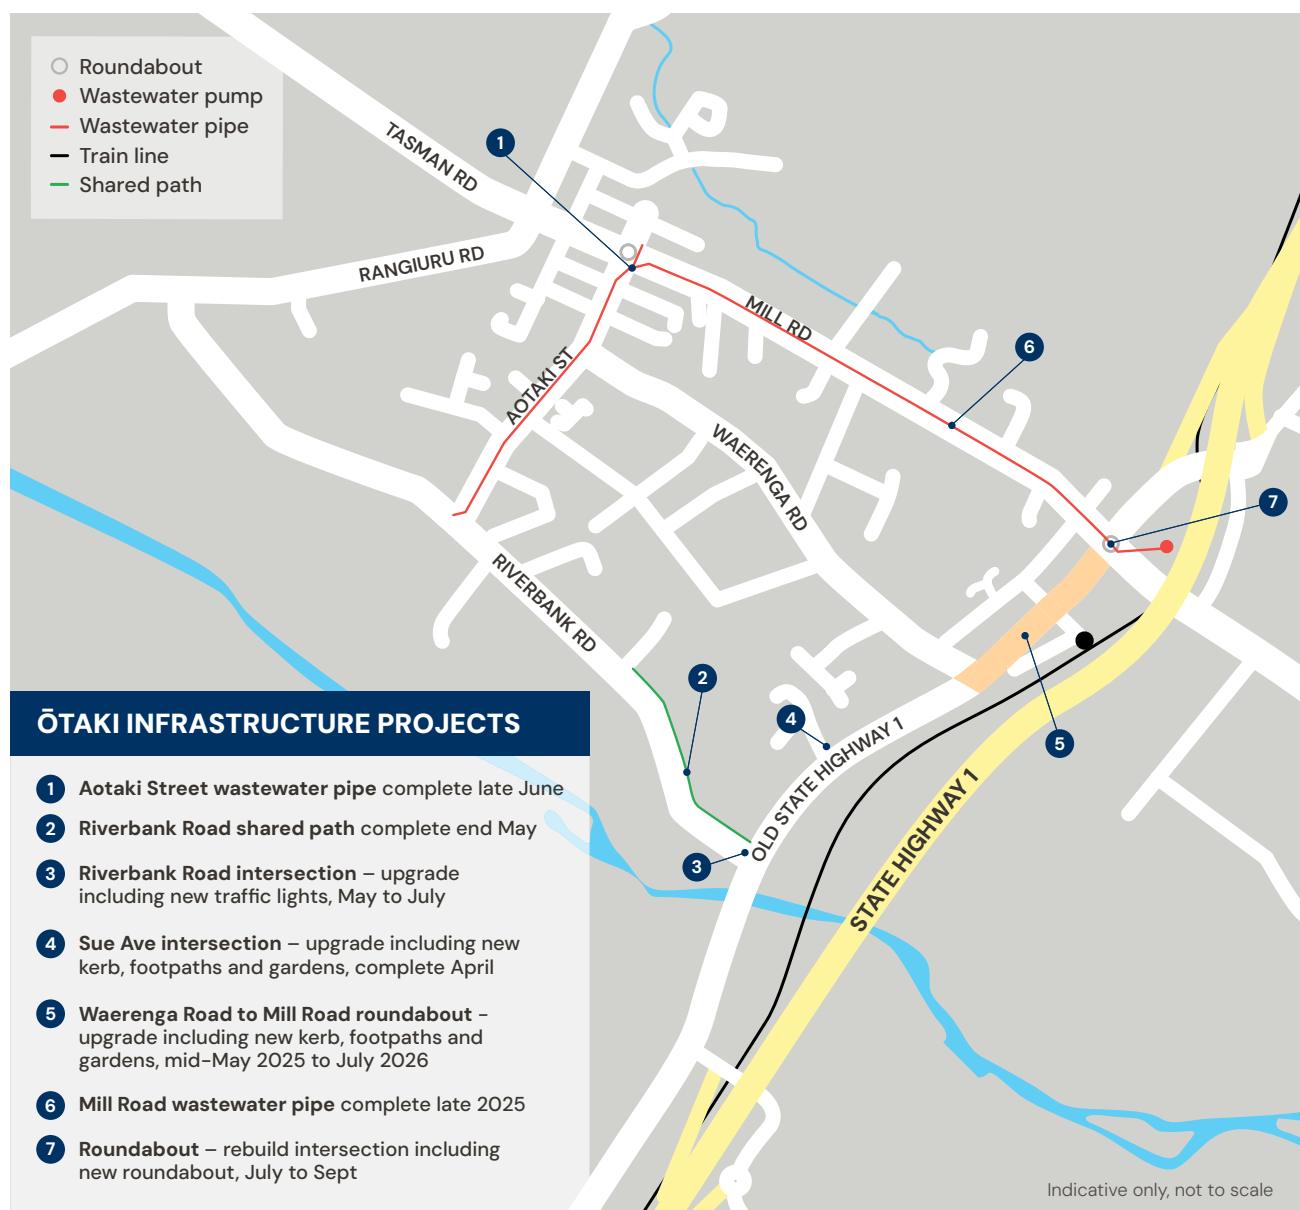 Roundabout
Wastewater pump
Wastewater pipe
Train line
Shared path
TASMAN RD
RANGIURU RD
AOTAKI ST
MILL RD
WAERENGA RD
RIVERBANK RD
OLD STATE HIGHWAY 1
STATE HIGHWAY 1
1
6
7
2
4
5
3
ŌTAKI INFRASTRUCTURE PROJECTS
1 Aotaki Street wastewater pipe complete late June
2 Riverbank Road shared path complete end May
3 Riverbank Road intersection – upgrade
including new traffic lights, May to July
4 Sue Ave intersection – upgrade including new
kerb, footpaths and gardens, complete April
5 Waerenga Road to Mill Road roundabout -
upgrade including new kerb, footpaths and
gardens, mid-May 2025 to July 2026
6 Mill Road wastewater pipe complete late 2025
7 Roundabout – rebuild intersection including
new roundabout, July to Sept
Indicative only, not to scale